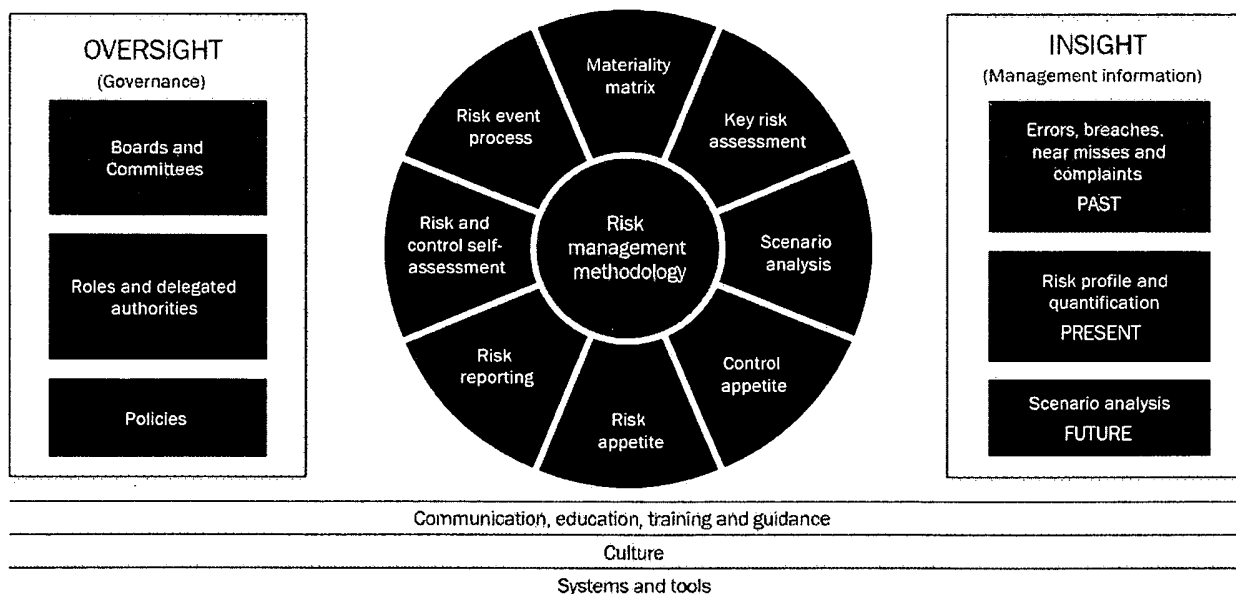 OVERSIGHT
(Governance)
Boards and
Committees
Roles and delegated
authorities
Policies
Materiality
matrix
Key risk
assessment
Scenario
analysis
Control
appetite
Risk
appetite
Risk
reporting
Risk and
control self-
assessment
Risk event
process
Risk
management
methodology
INSIGHT
(Management information)
Errors, breaches,
near misses and
complaints
PAST
Risk profile and
quantification
PRESENT
Scenario analysis
FUTURE
Communication, education, training and guidance
Culture
Systems and tools